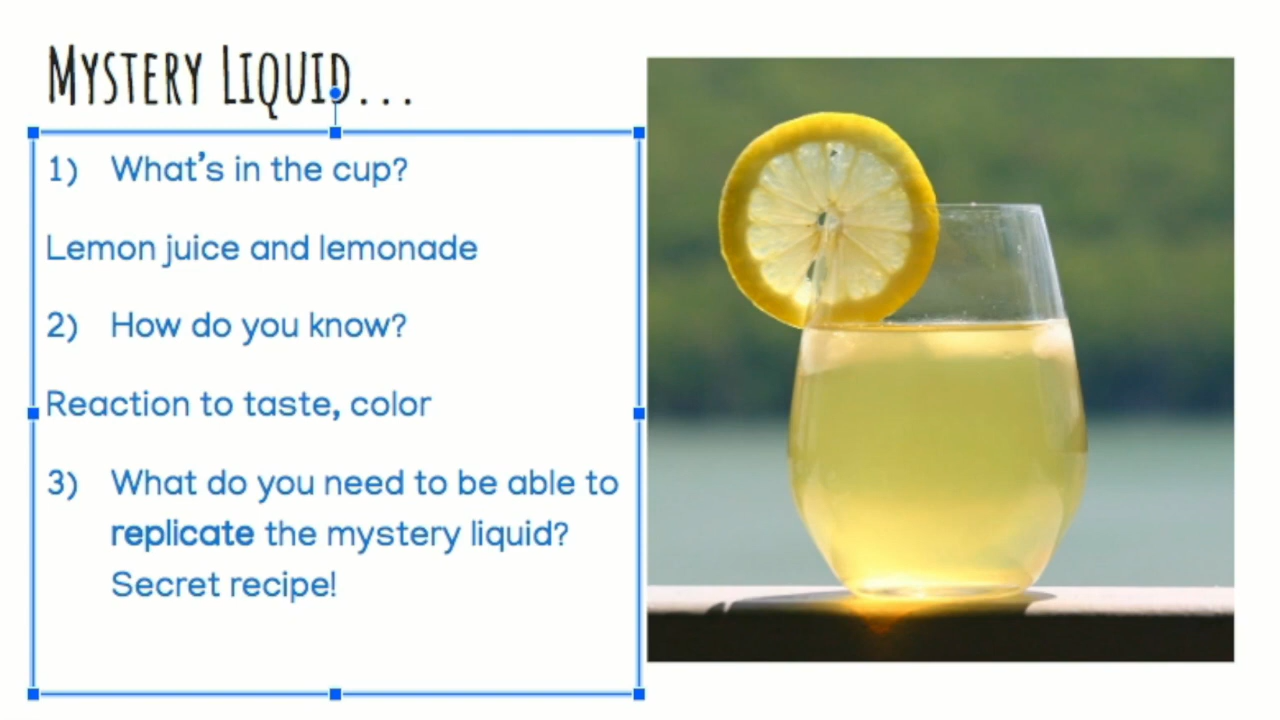 Mystery Liquid...
1) What's in the cup?
Lemon juice and lemonade
2) How do you know?
Reaction to taste, color
3) What do you need to be able to
replicate the mystery liquid?
Secret recipe!